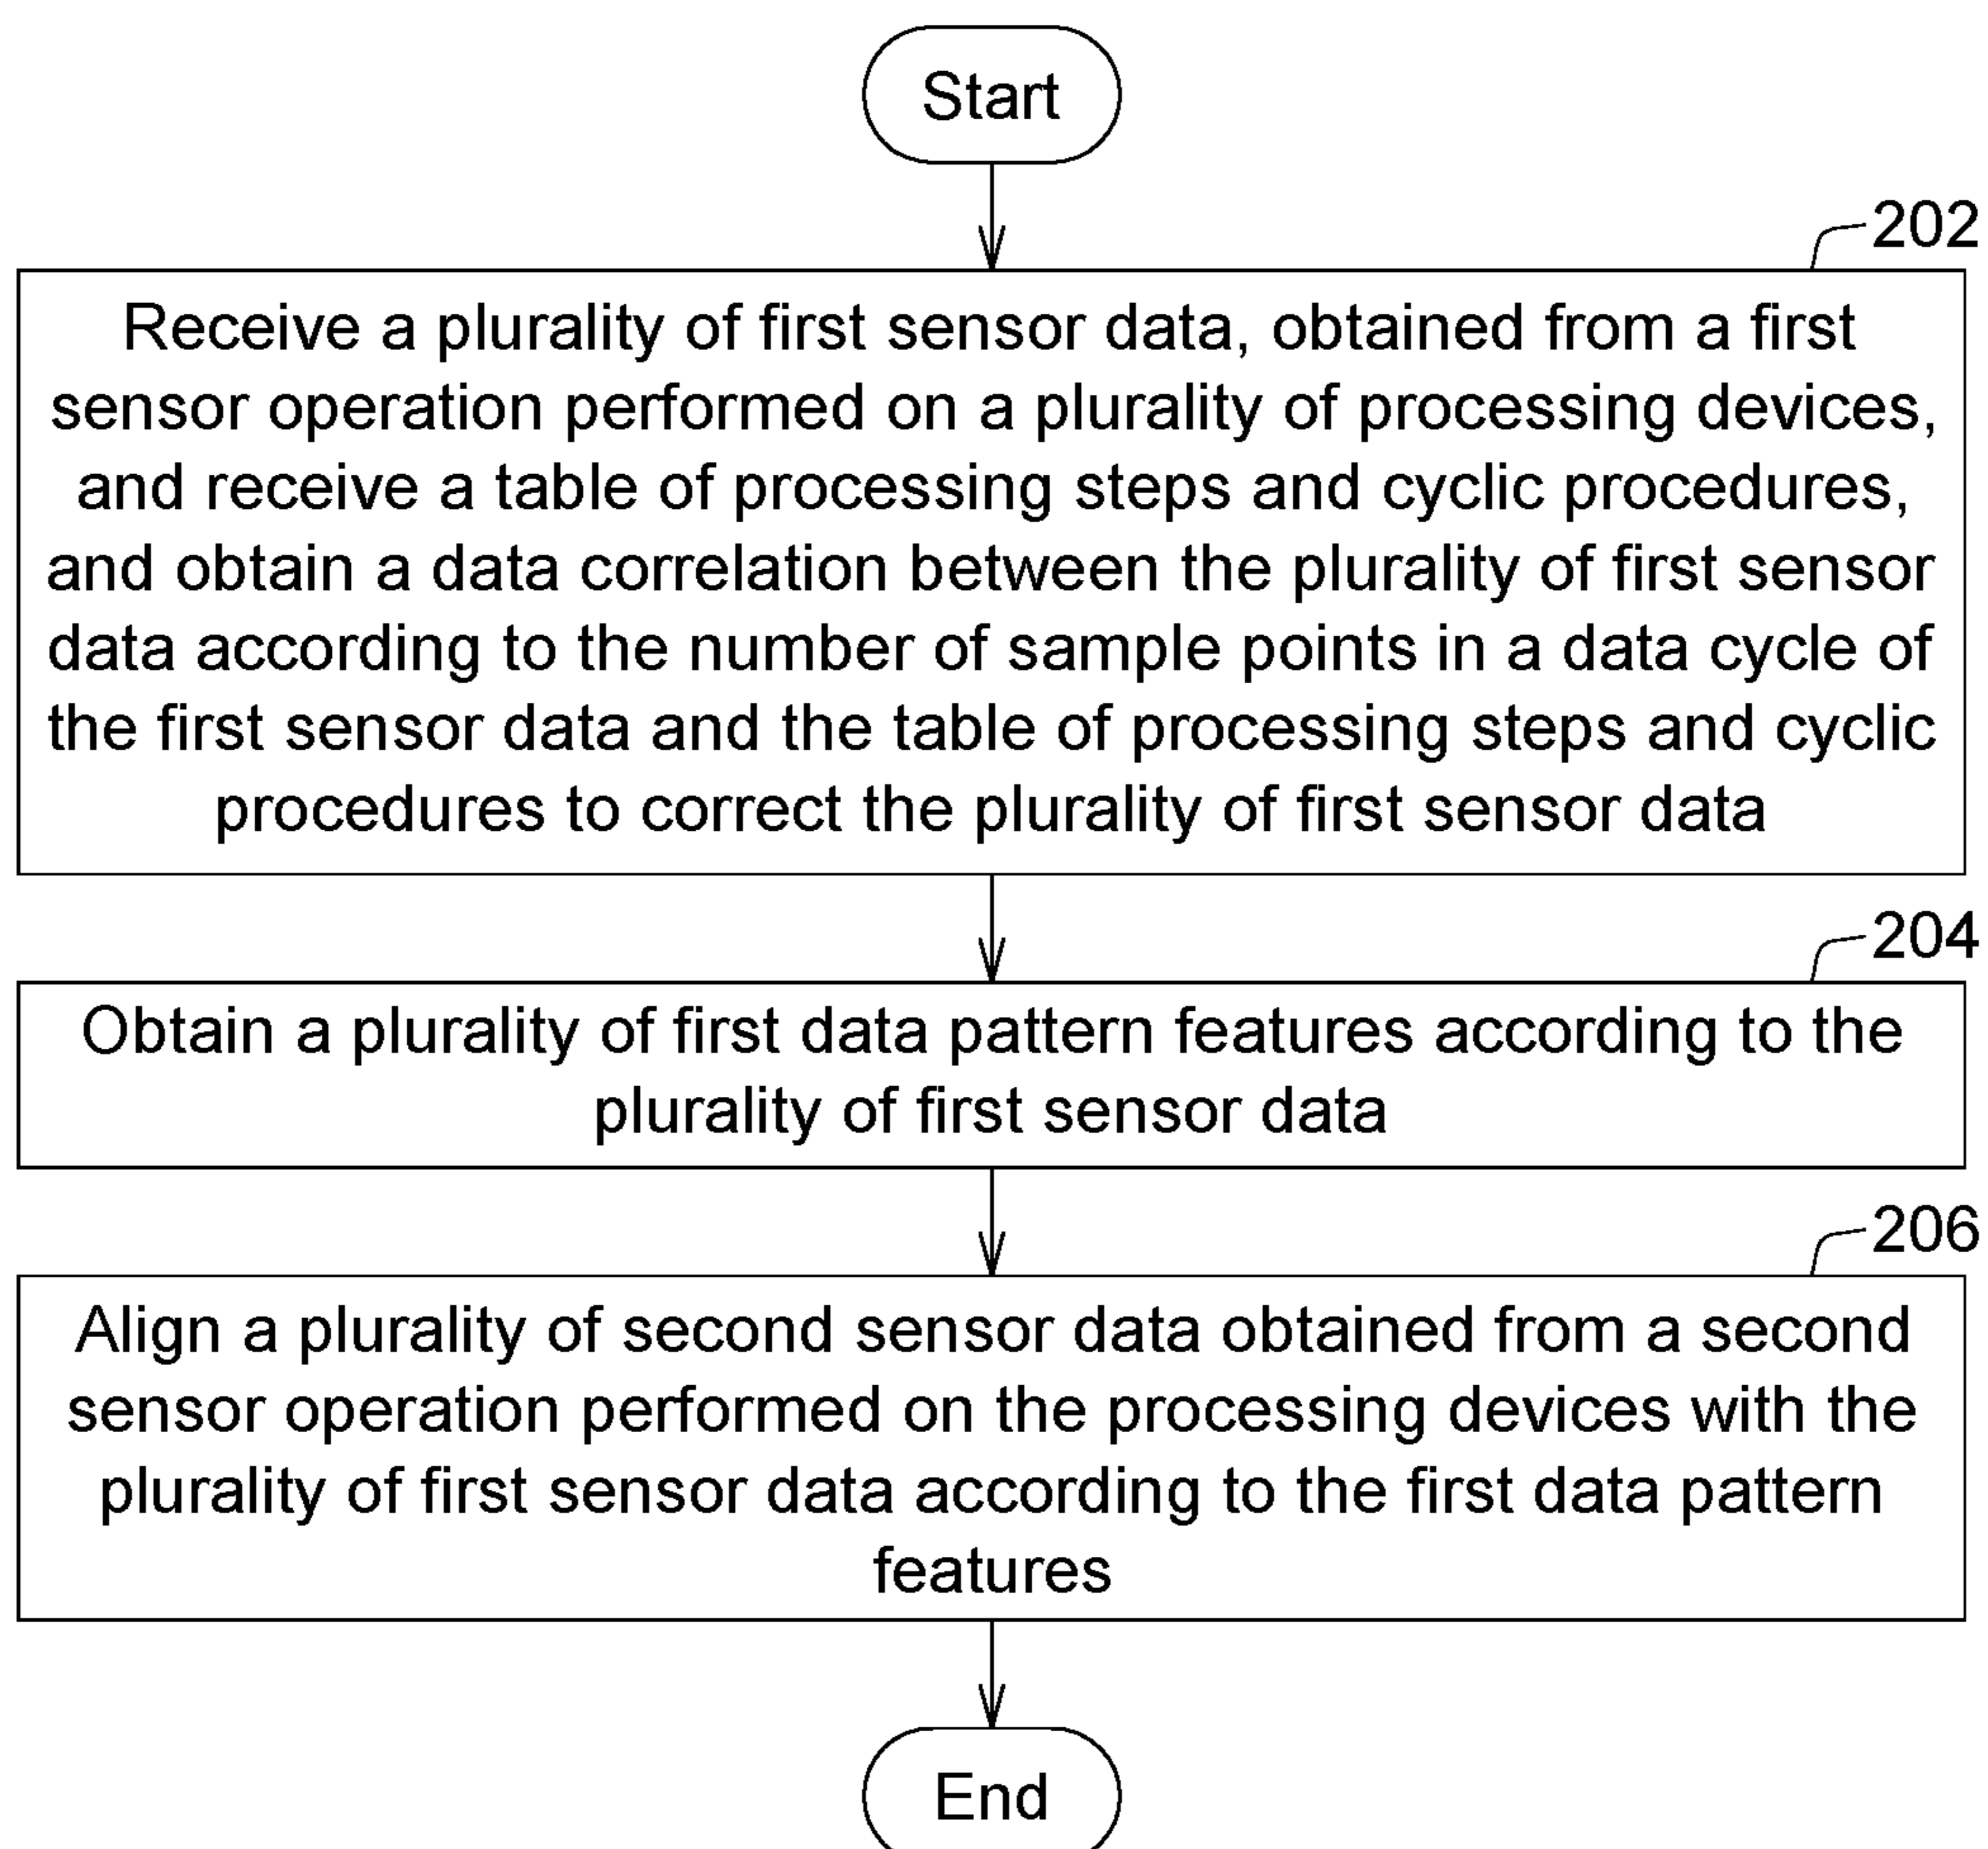 Start
202
Receive a plurality of first sensor data, obtained from a first
sensor operation performed on a plurality of processing devices,
and receive a table of processing steps and cyclic procedures,
and obtain a data correlation between the plurality of first sensor
data according to the number of sample points in a data cycle of
the first sensor data and the table of processing steps and cyclic
procedures to correct the plurality of first sensor data
204
Obtain a plurality of first data pattern features according to the
plurality of first sensor data
206
Align a plurality of second sensor data obtained from a second
sensor operation performed on the processing devices with the
plurality of first sensor data according to the first data pattern
features
End